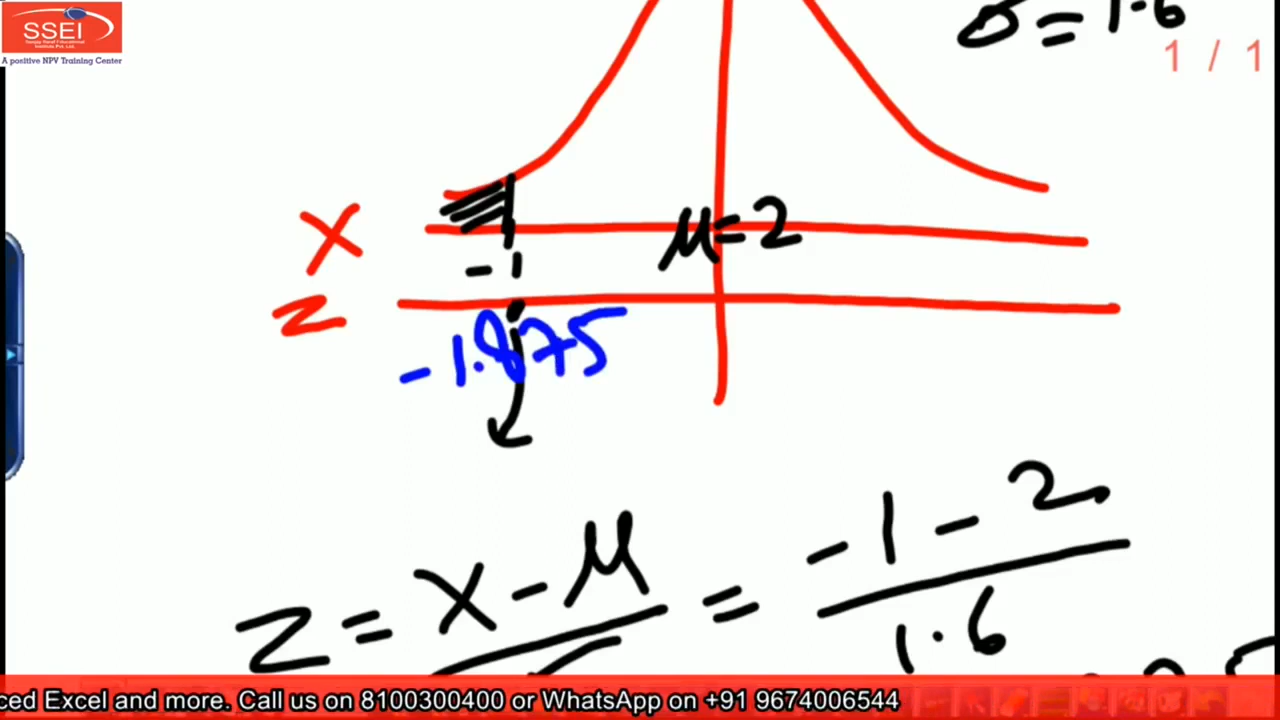 SSEI
A positive NPV Training Center
σ = 1.6
1 / 1
X
μ = 2
-1
Z
-1.875
Z = X - μ = -1 - 2
1.6
ced Excel and more. Call us on 8100300400 or WhatsApp on +91 9674006544